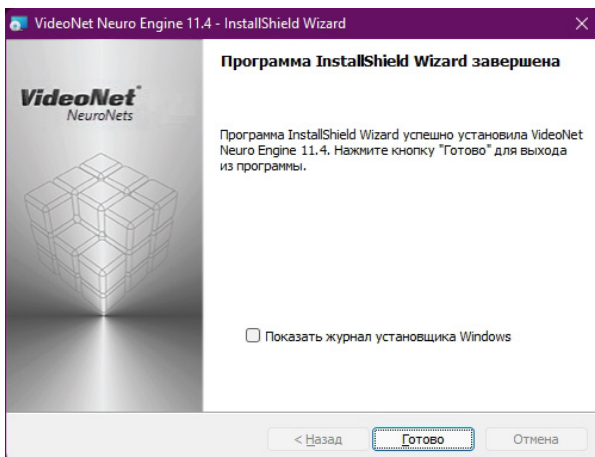 VideoNet Neuro Engine 11.4 - InstallShield Wizard
Программа InstallShield Wizard завершена
VideoNet
NeuroNets
Программа InstallShield Wizard успешно установила VideoNet
Neuro Engine 11.4. Нажмите кнопку "Готово" для выхода
из программы.
Показать журнал установщика Windows
< Назад
Готово
Отмена